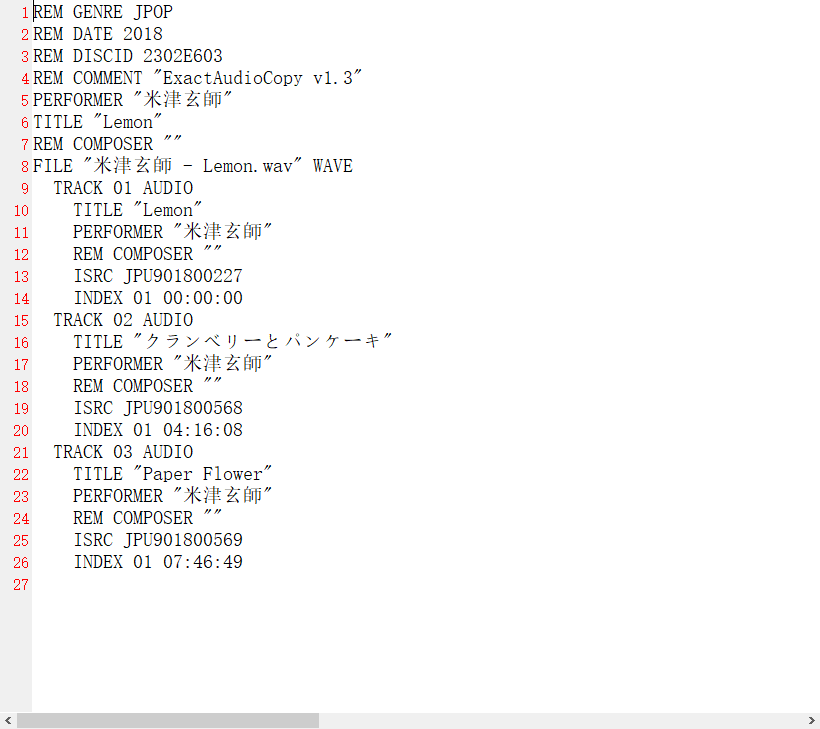 1 REM GENRE JPOP
2 REM DATE 2018
3 REM DISCID 2302E603
4 REM COMMENT "ExactAudioCopy v1.3"
5 PERFORMER "米津玄師"
6 TITLE "Lemon"
7 REM COMPOSER ""
8 FILE "米津玄師 - Lemon.wav" WAVE
9   TRACK 01 AUDIO
10     TITLE "Lemon"
11     PERFORMER "米津玄師"
12     REM COMPOSER ""
13     ISRC JPU901800227
14     INDEX 01 00:00:00
15   TRACK 02 AUDIO
16     TITLE "クランベリーとパンケーキ"
17     PERFORMER "米津玄師"
18     REM COMPOSER ""
19     ISRC JPU901800568
20     INDEX 01 04:16:08
21   TRACK 03 AUDIO
22     TITLE "Paper Flower"
23     PERFORMER "米津玄師"
24     REM COMPOSER ""
25     ISRC JPU901800569
26     INDEX 01 07:46:49
27